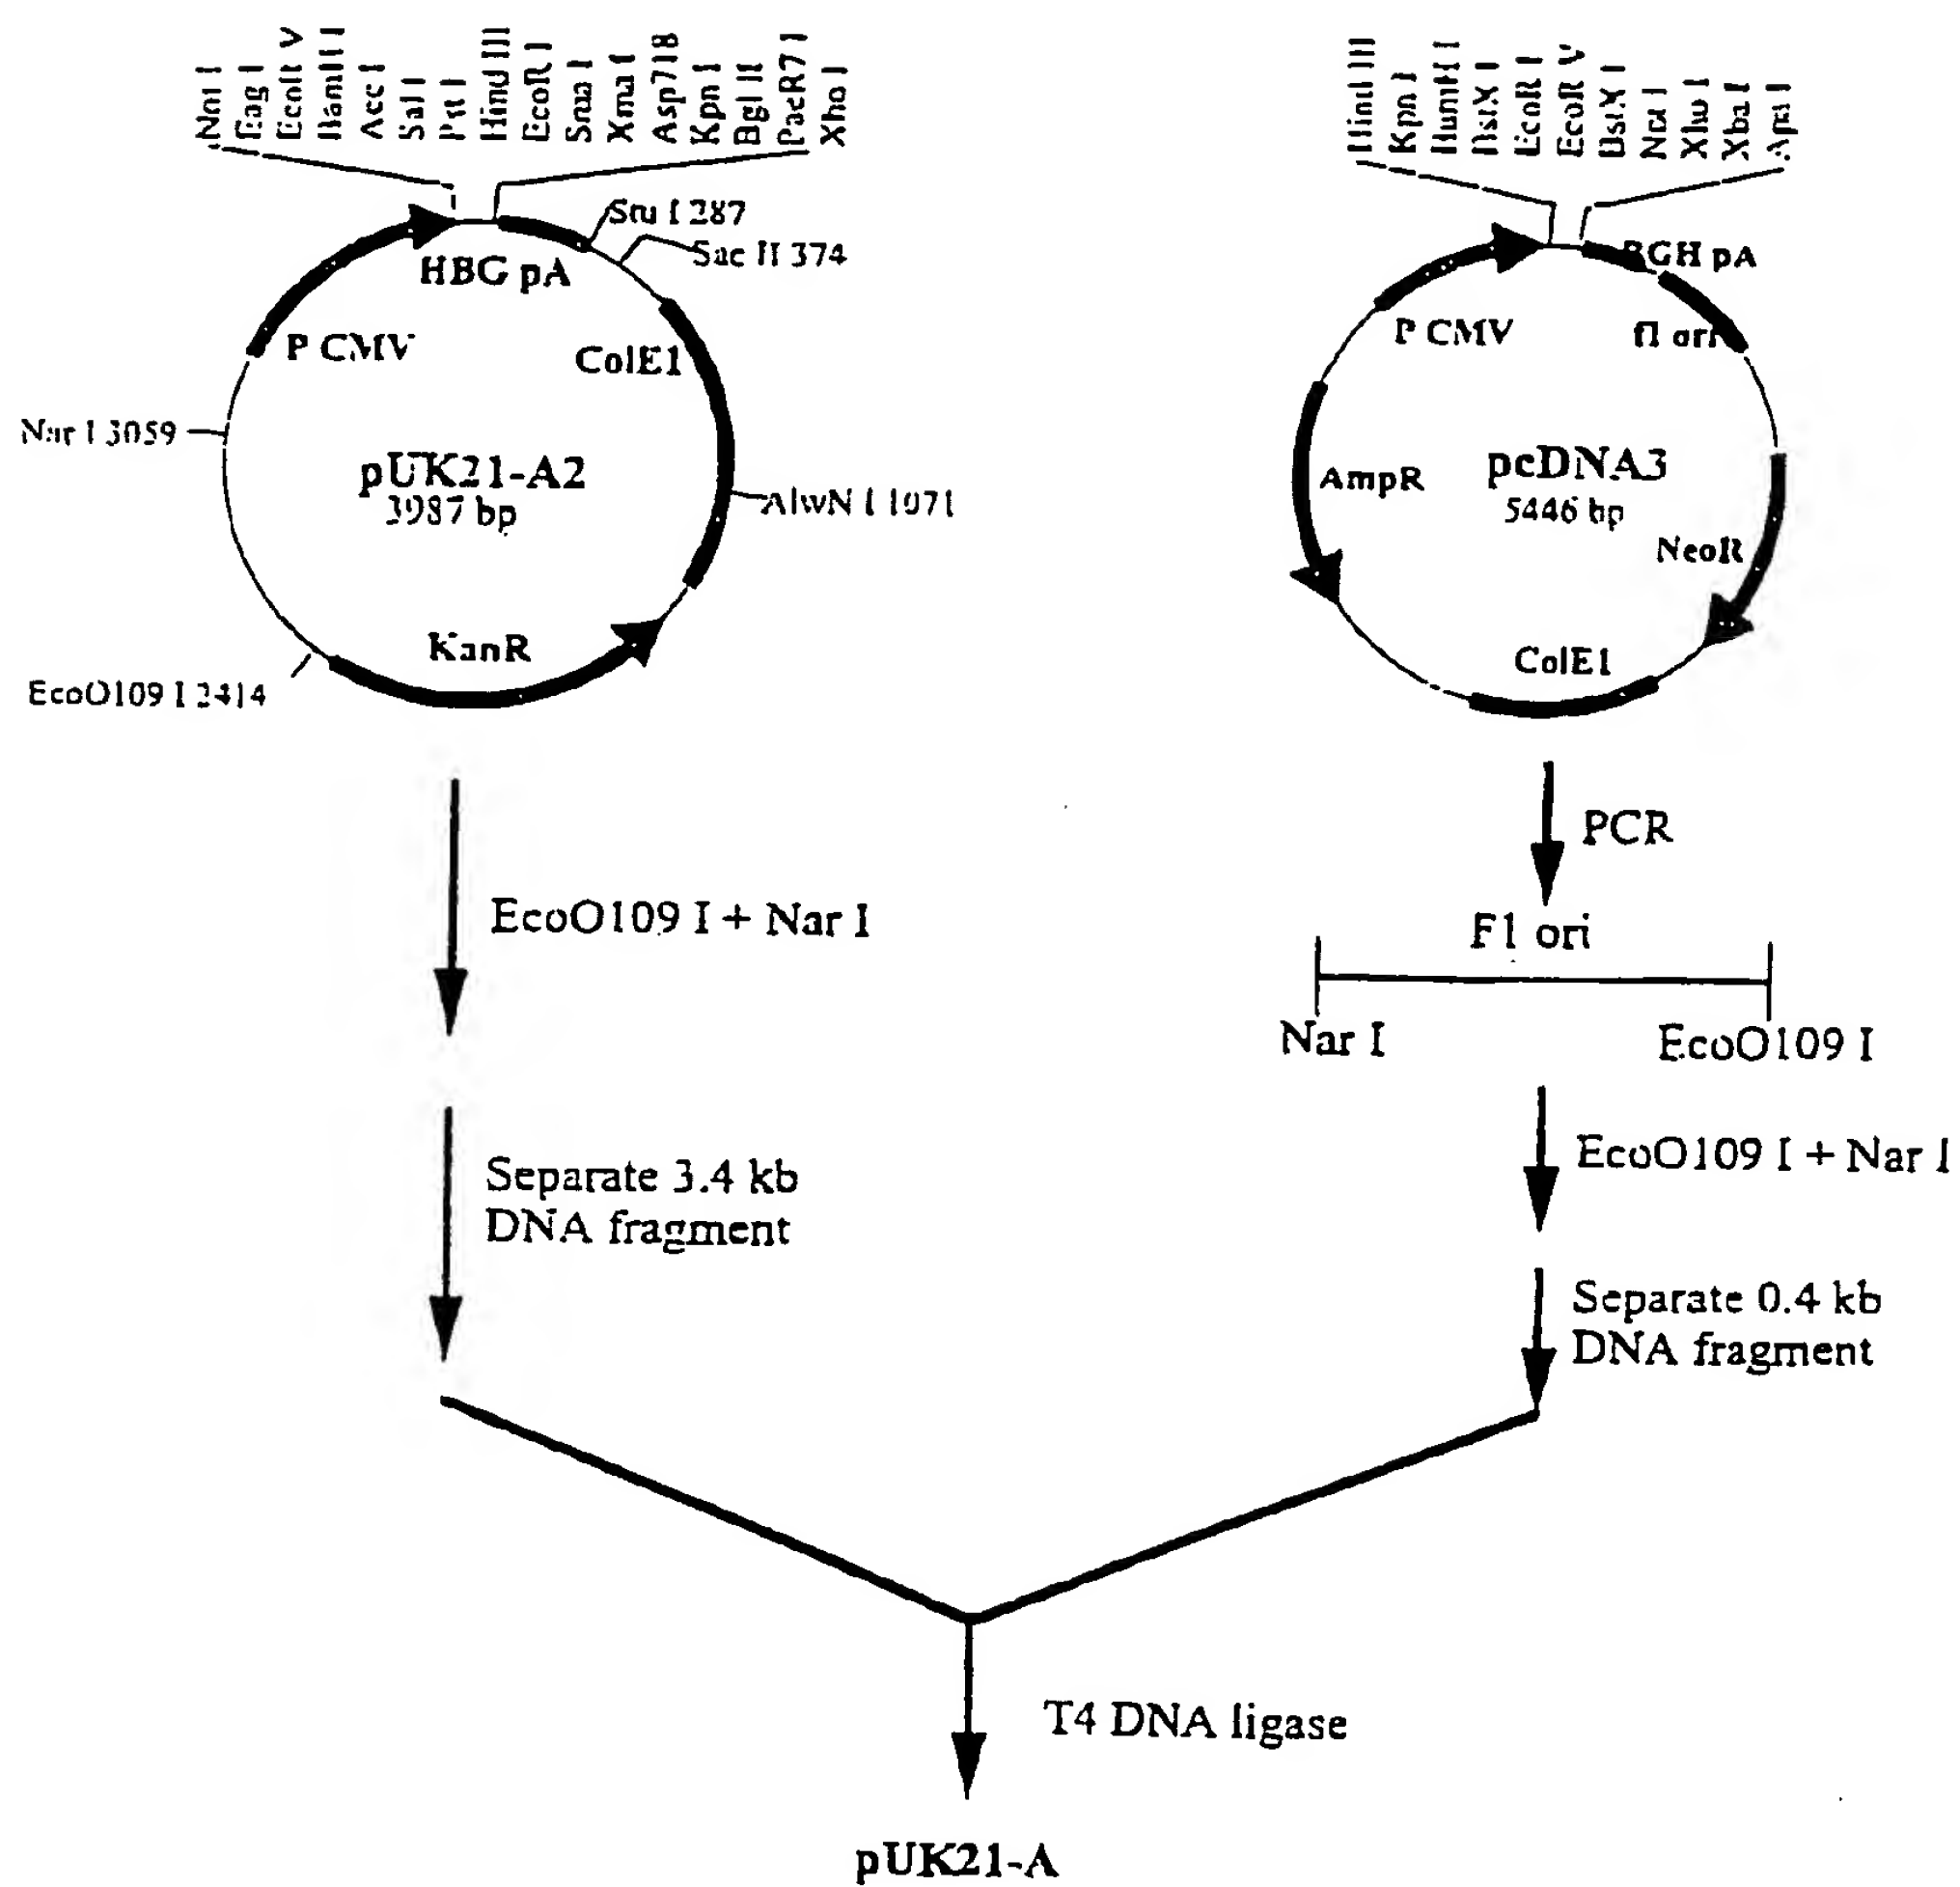 Not I
Eag I
EcoR V
BamH I
Acc I
Sal I
Pst I
Hind III
EcoR I
Sma I
Xma I
Asp718
Kpn I
Bgl II
PaeR7 I
Xho I
Stu I 287
Sac II 374
HBG pA
P CMV
ColE1
Nar I 3059
pUK21-A2
3987 bp
AlwN I 1071
KanR
EcoO109 I 2414
Hind III
Kpn I
BamH I
BstX I
EcoR I
EcoR V
BstX I
Not I
Xho I
Xba I
Apa I
BGH pA
P CMV
f1 ori
AmpR
pcDNA3
5446 bp
NeoR
ColE1
EcoO109 I + Nar I
Separate 3.4 kb
DNA fragment
PCR
F1 ori
Nar I
EcoO109 I
EcoO109 I + Nar I
Separate 0.4 kb
DNA fragment
T4 DNA ligase
pUK21-A